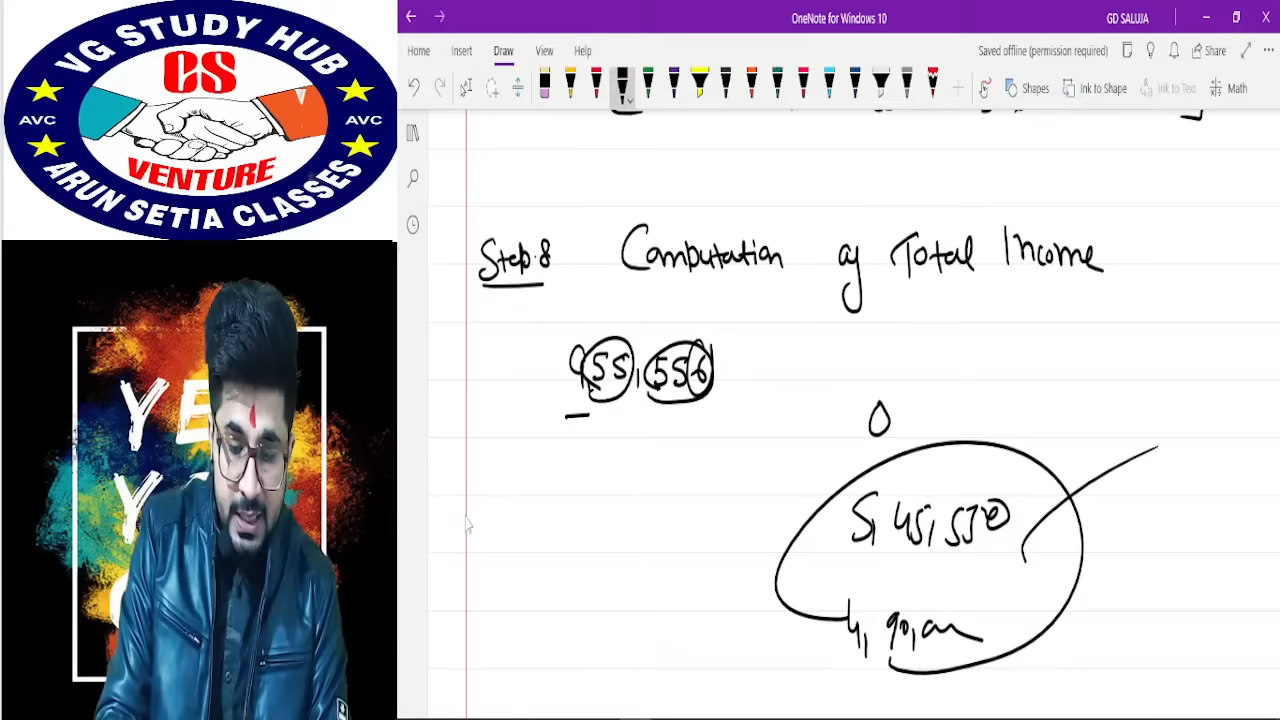 VG STUDY HUB
CS
AVC
AVC
VENTURE
ARUN SETIA CLASSES
OneNote for Windows 10
GD SALUJA
Home Insert Draw View Help
Saved offline (permission required)
Share
Shapes
Ink to Shape
Ink to Text
Math
Step.8 Computation of Total Income
955,556
0
5,45,550
4, 90,
YE
Y